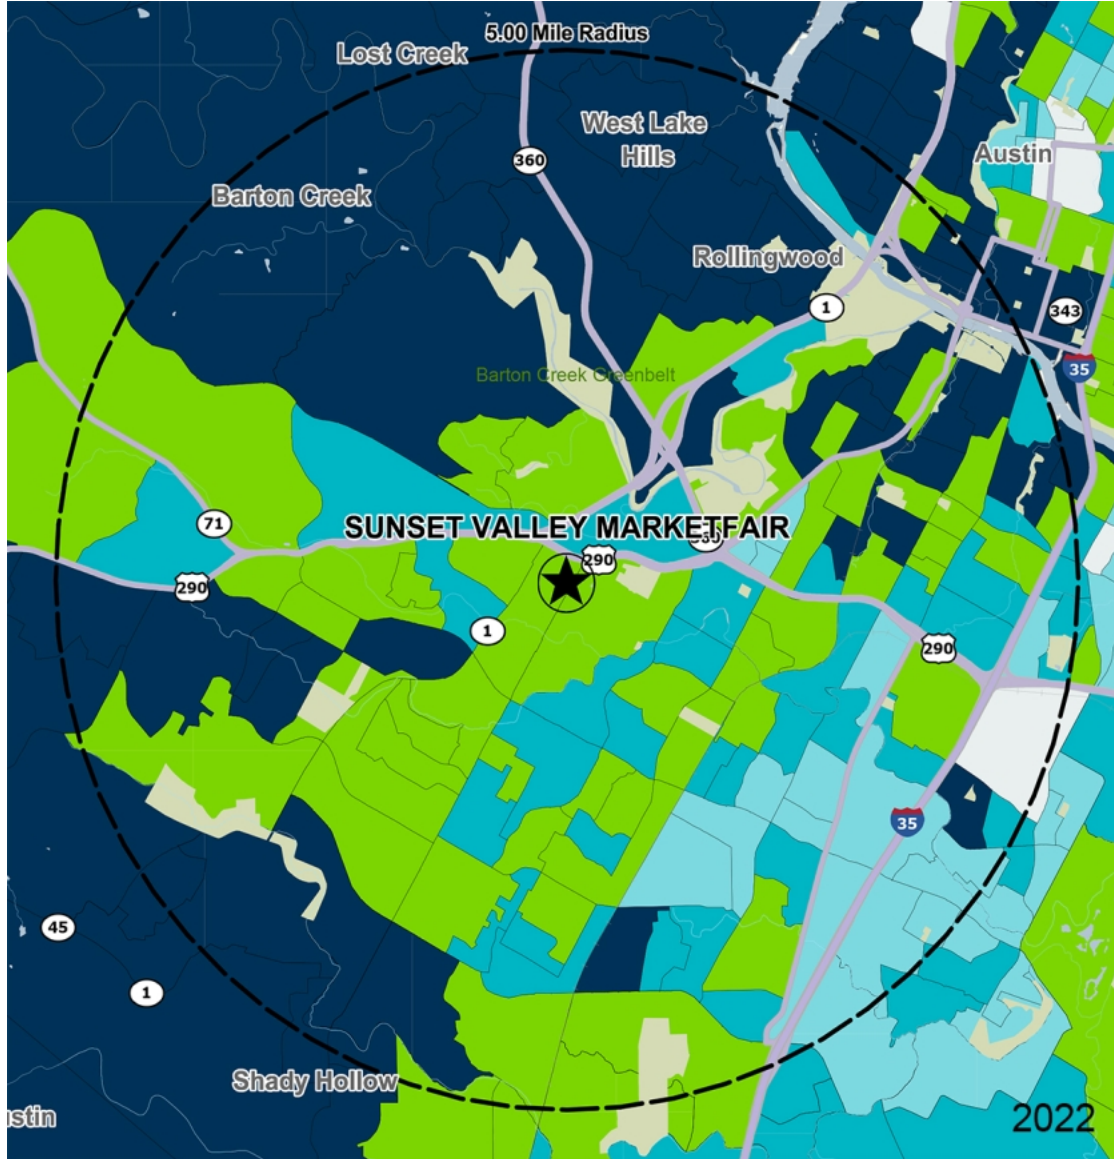 5.00 Mile Radius
Lost Creek
West Lake
Hills
360
Austin
Barton Creek
Rollingwood
1
343
35
Barton Creek Greenbelt
71
SUNSET VALLEY MARKETFAIR
290
290
1
290
35
45
1
Shady Hollow
2022